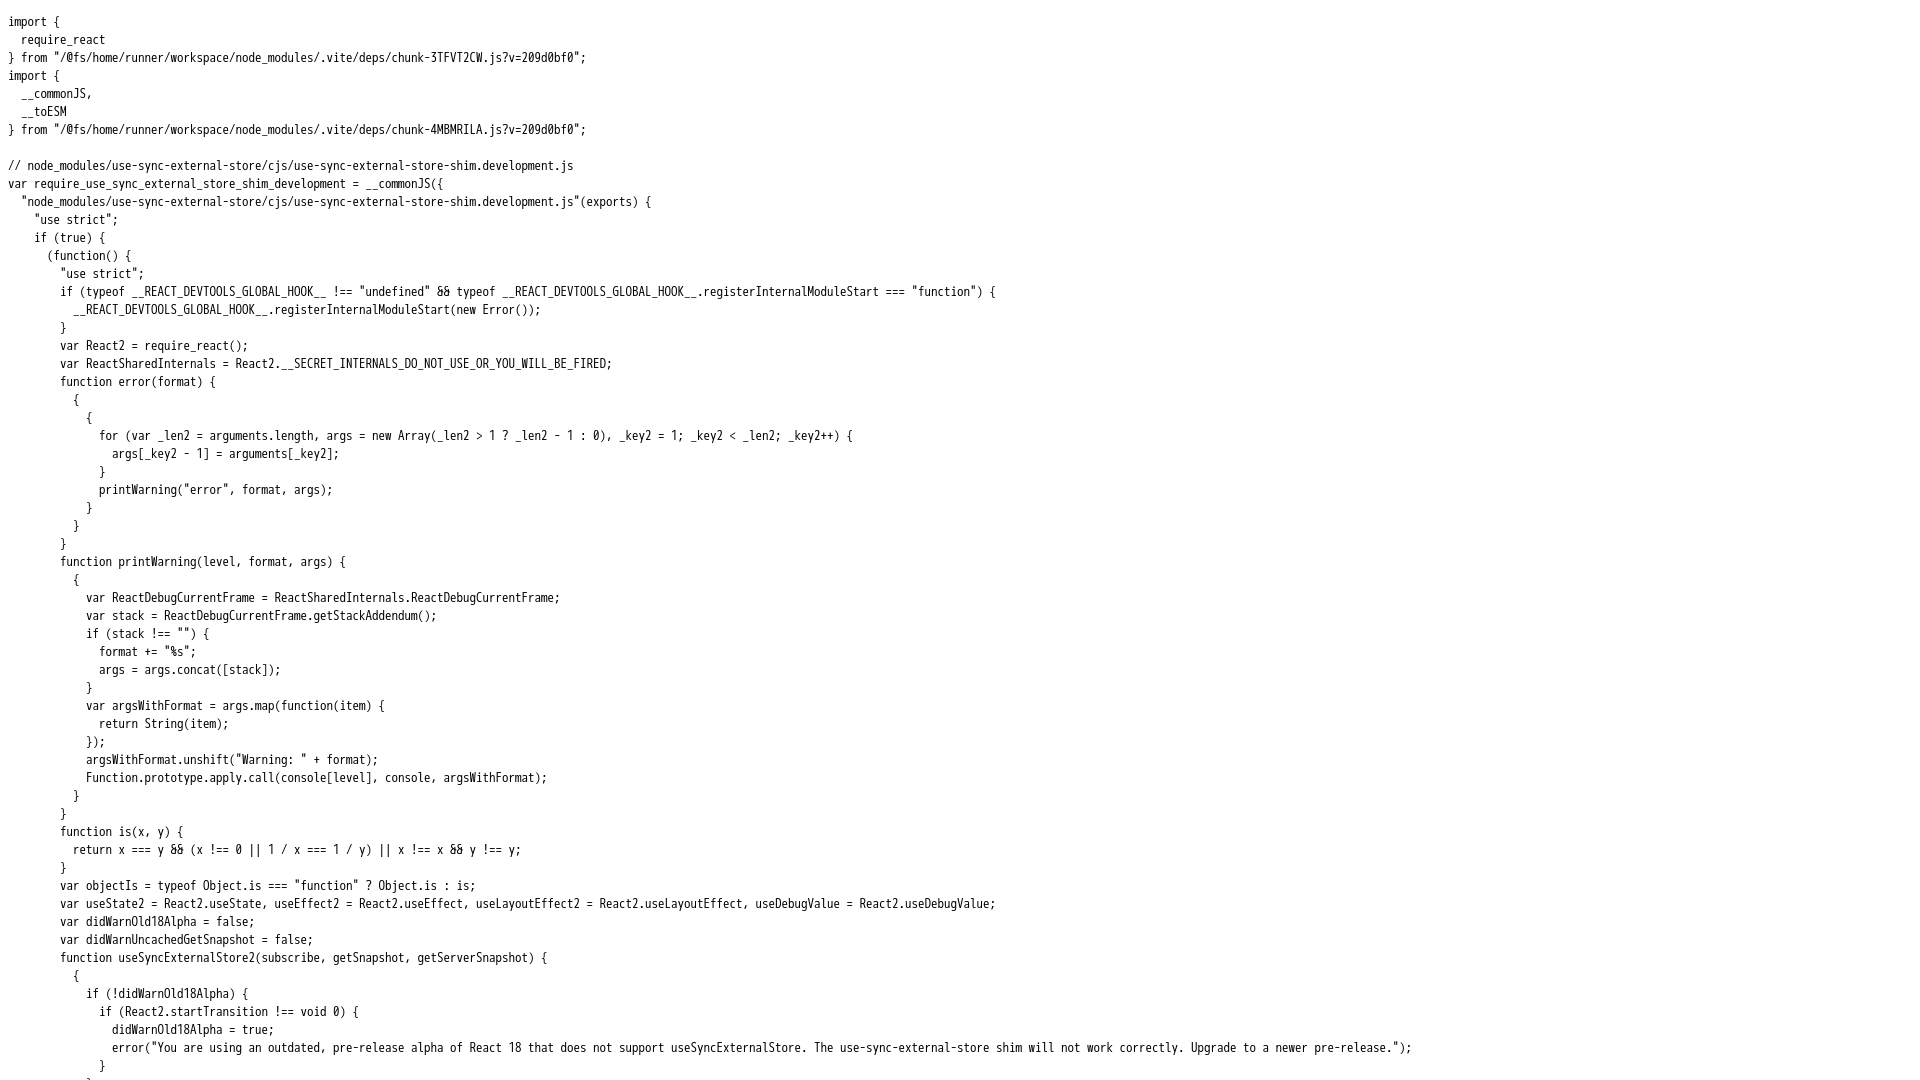 import {
  require_react
} from "/@fs/home/runner/workspace/node_modules/.vite/deps/chunk-3TFVT2CW.js?v=209d0bf0";
import {
  __commonJS,
  __toESM
} from "/@fs/home/runner/workspace/node_modules/.vite/deps/chunk-4MBMRILA.js?v=209d0bf0";

// node_modules/use-sync-external-store/cjs/use-sync-external-store-shim.development.js
var require_use_sync_external_store_shim_development = __commonJS({
  "node_modules/use-sync-external-store/cjs/use-sync-external-store-shim.development.js"(exports) {
    "use strict";
    if (true) {
      (function() {
        "use strict";
        if (typeof __REACT_DEVTOOLS_GLOBAL_HOOK__ !== "undefined" && typeof __REACT_DEVTOOLS_GLOBAL_HOOK__.registerInternalModuleStart === "function") {
          __REACT_DEVTOOLS_GLOBAL_HOOK__.registerInternalModuleStart(new Error());
        }
        var React2 = require_react();
        var ReactSharedInternals = React2.__SECRET_INTERNALS_DO_NOT_USE_OR_YOU_WILL_BE_FIRED;
        function error(format) {
          {
            {
              for (var _len2 = arguments.length, args = new Array(_len2 > 1 ? _len2 - 1 : 0), _key2 = 1; _key2 < _len2; _key2++) {
                args[_key2 - 1] = arguments[_key2];
              }
              printWarning("error", format, args);
            }
          }
        }
        function printWarning(level, format, args) {
          {
            var ReactDebugCurrentFrame = ReactSharedInternals.ReactDebugCurrentFrame;
            var stack = ReactDebugCurrentFrame.getStackAddendum();
            if (stack !== "") {
              format += "%s";
              args = args.concat([stack]);
            }
            var argsWithFormat = args.map(function(item) {
              return String(item);
            });
            argsWithFormat.unshift("Warning: " + format);
            Function.prototype.apply.call(console[level], console, argsWithFormat);
          }
        }
        function is(x, y) {
          return x === y && (x !== 0 || 1 / x === 1 / y) || x !== x && y !== y;
        }
        var objectIs = typeof Object.is === "function" ? Object.is : is;
        var useState2 = React2.useState, useEffect2 = React2.useEffect, useLayoutEffect2 = React2.useLayoutEffect, useDebugValue = React2.useDebugValue;
        var didWarnOld18Alpha = false;
        var didWarnUncachedGetSnapshot = false;
        function useSyncExternalStore2(subscribe, getSnapshot, getServerSnapshot) {
          {
            if (!didWarnOld18Alpha) {
              if (React2.startTransition !== void 0) {
                didWarnOld18Alpha = true;
                error("You are using an outdated, pre-release alpha of React 18 that does not support useSyncExternalStore. The use-sync-external-store shim will not work correctly. Upgrade to a newer pre-release.");
              }